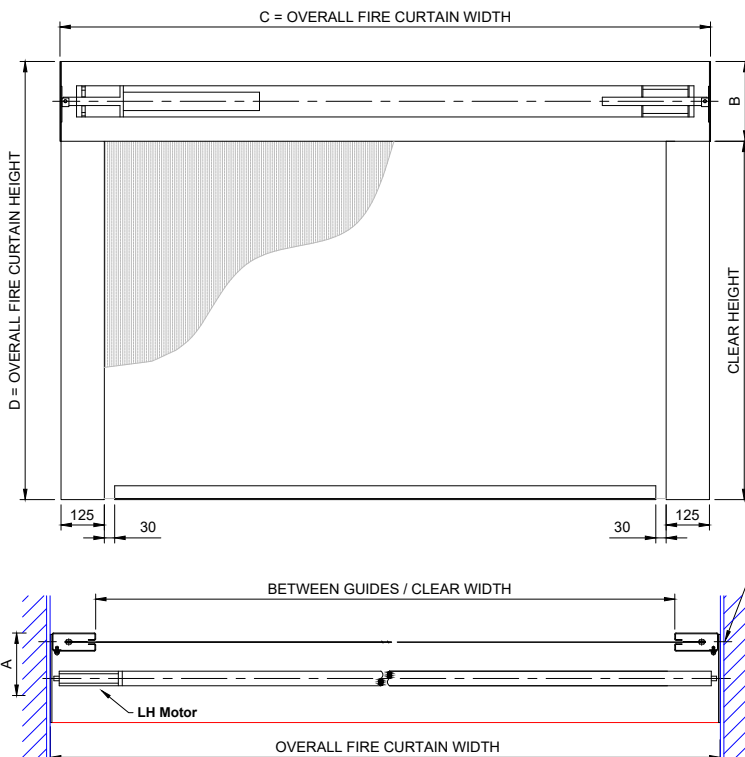 C = OVERALL FIRE CURTAIN WIDTH
B
D = OVERALL FIRE CURTAIN HEIGHT
CLEAR HEIGHT
125
30
30
125
BETWEEN GUIDES / CLEAR WIDTH
A
LH Motor
OVERALL FIRE CURTAIN WIDTH